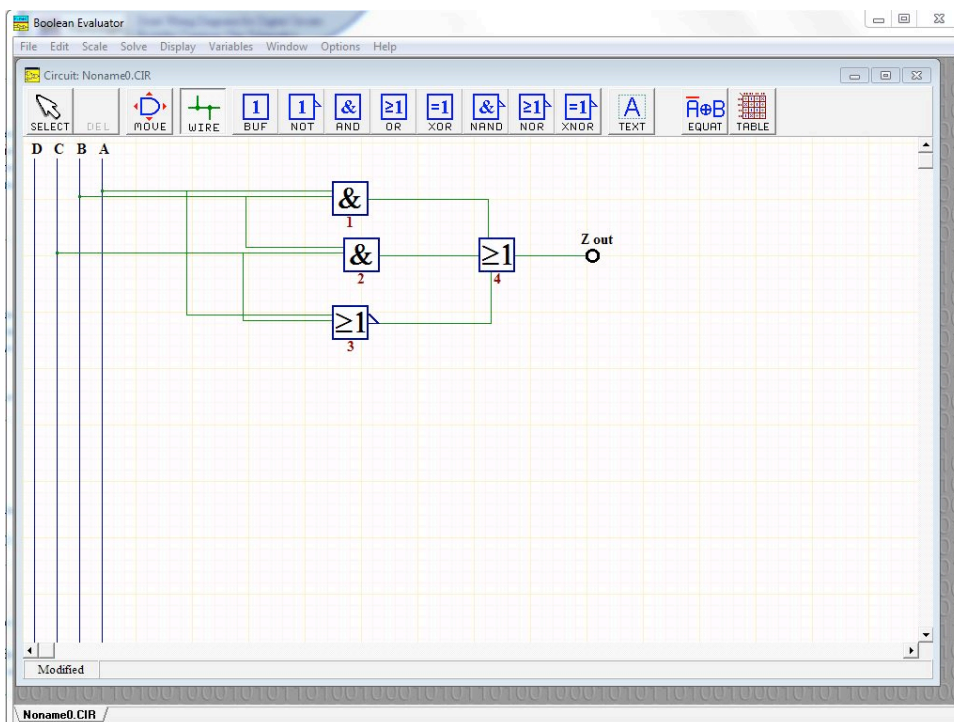 Boolean Evaluator
File Edit Scale Solve Display Variables Window Options Help
Circuit: Noname0.CIR
1 1 & ≥1 =1 & ≥1 =1 A A⊕B
SELECT DEL MOVE WIRE BUF NOT AND OR XOR NAND NOR XNOR TEXT EQUAT TABLE
D C B A
&
1
Z out
&
2
≥1
4
≥1
3
Modified
Noname0.CIR